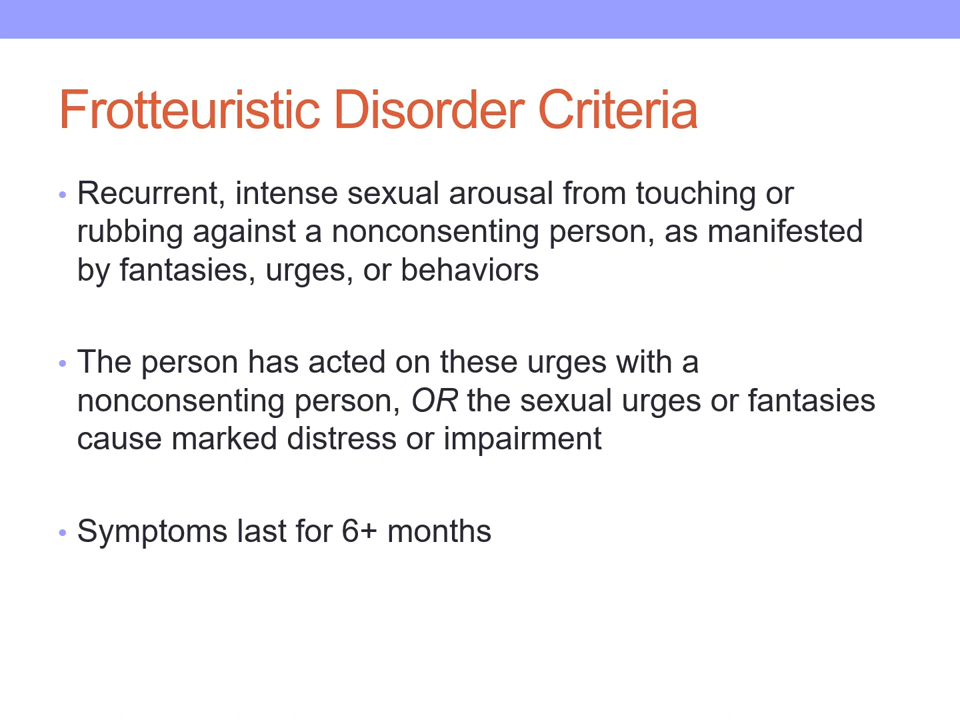 Frotteuristic Disorder Criteria
• Recurrent, intense sexual arousal from touching or
rubbing against a nonconsenting person, as manifested
by fantasies, urges, or behaviors
• The person has acted on these urges with a
nonconsenting person, OR the sexual urges or fantasies
cause marked distress or impairment
• Symptoms last for 6+ months